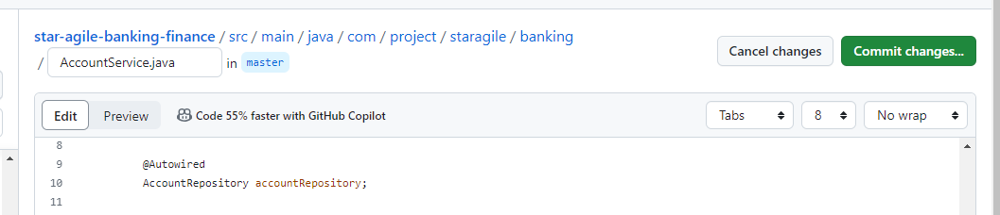 star-agile-banking-finance / src / main / java / com / project / staragile / banking
/ AccountService.java in master
Cancel changes
Commit changes...
Edit Preview Code 55% faster with GitHub Copilot
Tabs 8 No wrap
8
9 @Autowired
10 AccountRepository accountRepository;
11